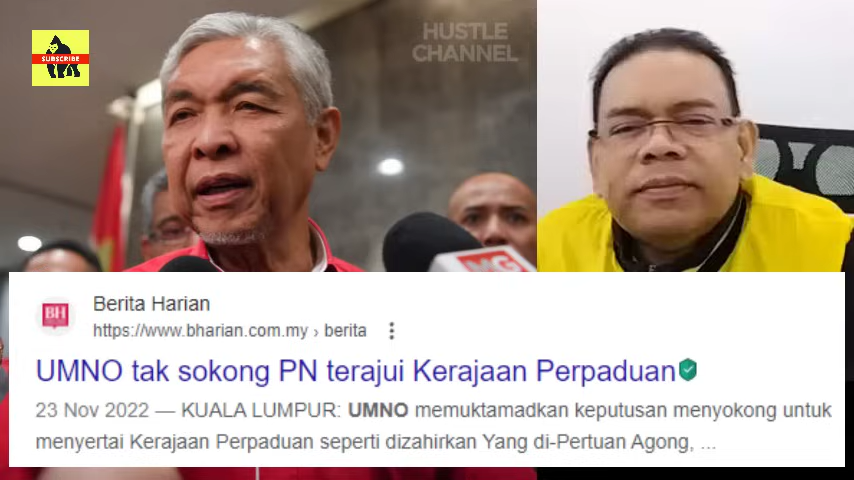 SUBSCRIBE
HUSTLE
CHANNEL
MG
BH
Berita Harian
https://www.bharian.com.my › berita
UMNO tak sokong PN terajui Kerajaan Perpaduan
23 Nov 2022 — KUALA LUMPUR: UMNO memuktamadkan keputusan menyokong untuk
menyertai Kerajaan Perpaduan seperti dizahirkan Yang di-Pertuan Agong, ...